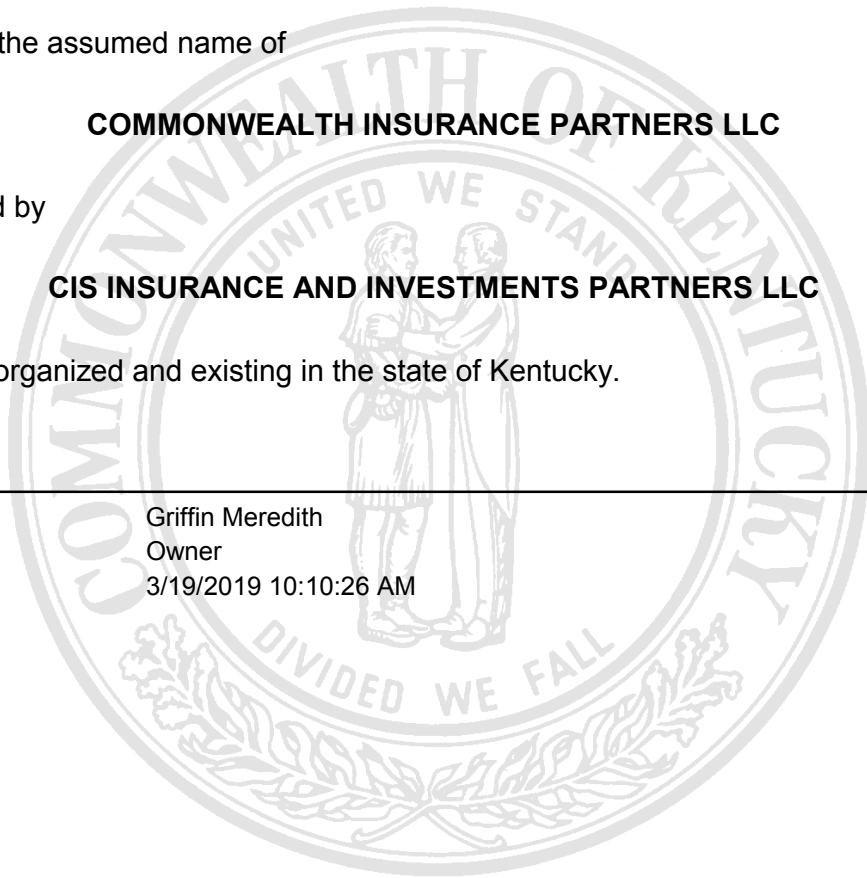 the assumed name of
COMMONWEALTH INSURANCE PARTNERS LLC
d by
CIS INSURANCE AND INVESTMENTS PARTNERS LLC
organized and existing in the state of Kentucky.
Griffin Meredith
Owner
3/19/2019 10:10:26 AM
COMMONWEALTH OF KENTUCKY
UNITED WE STAND
DIVIDED WE FALL